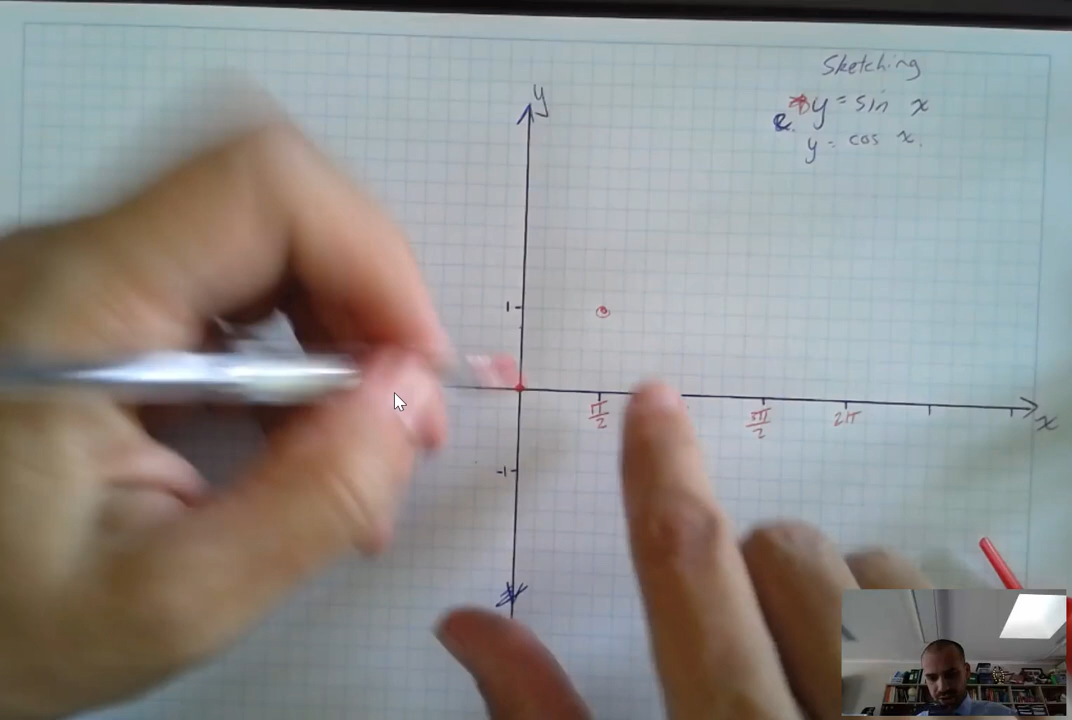 Sketching
y = sin x
&
y = cos x.
y
1
π/2
3π/2
2π
x
-1